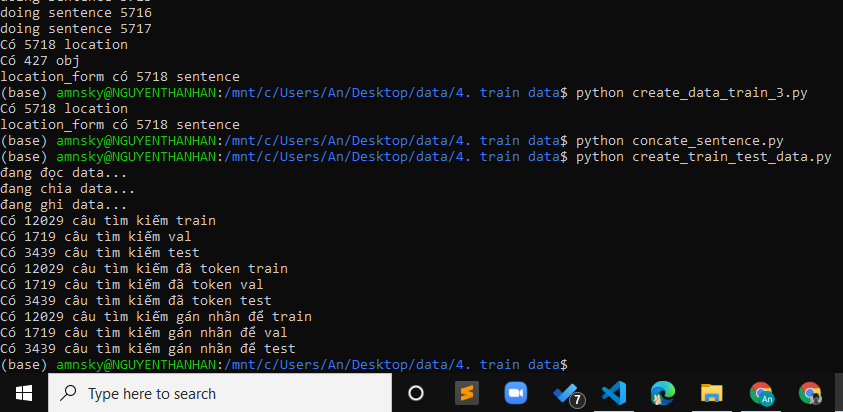 doing sentence 5716
doing sentence 5717
Có 5718 location
Có 427 obj
location_form có 5718 sentence
(base) amnsky@NGUYENTHANHAN:/mnt/c/Users/An/Desktop/data/4. train data$ python create_data_train_3.py
Có 5718 location
location_form có 5718 sentence
(base) amnsky@NGUYENTHANHAN:/mnt/c/Users/An/Desktop/data/4. train data$ python concate_sentence.py
(base) amnsky@NGUYENTHANHAN:/mnt/c/Users/An/Desktop/data/4. train data$ python create_train_test_data.py
đang đọc data...
đang chia data...
đang ghi data...
Có 12029 câu tìm kiếm train
Có 1719 câu tìm kiếm val
Có 3439 câu tìm kiếm test
Có 12029 câu tìm kiếm đã token train
Có 1719 câu tìm kiếm đã token val
Có 3439 câu tìm kiếm đã token test
Có 12029 câu tìm kiếm gán nhãn để train
Có 1719 câu tìm kiếm gán nhãn để val
Có 3439 câu tìm kiếm gán nhãn để test
(base) amnsky@NGUYENTHANHAN:/mnt/c/Users/An/Desktop/data/4. train data$
Type here to search
7
An